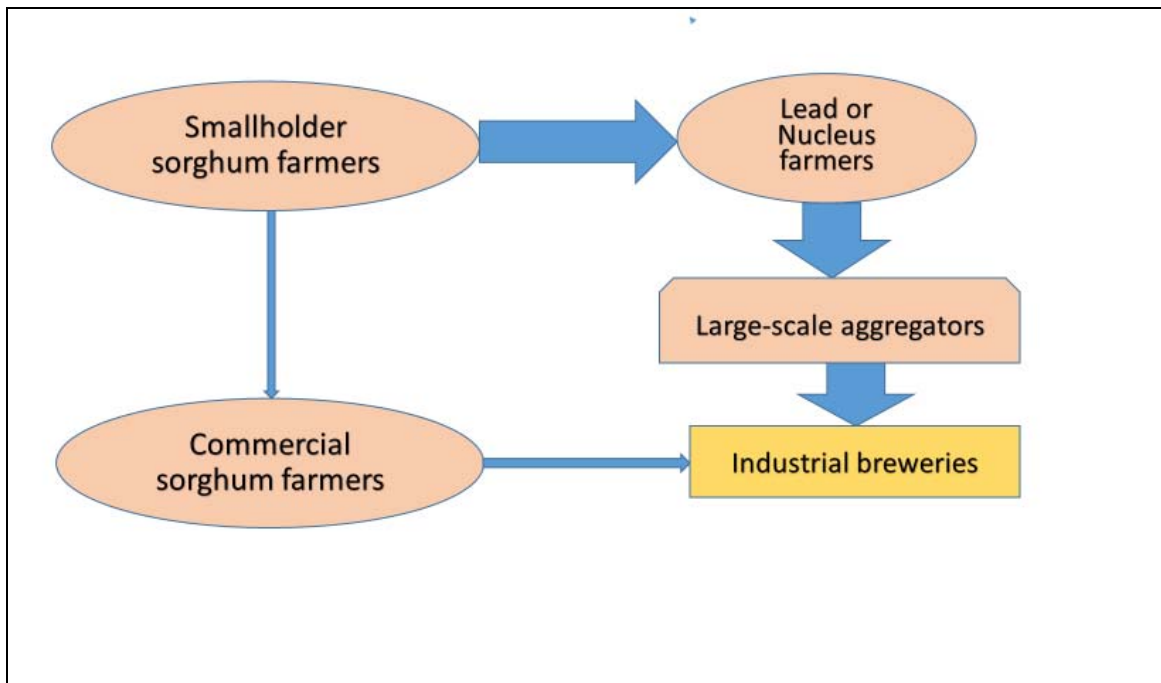 Smallholder
sorghum farmers
Lead or
Nucleus
farmers
Large-scale aggregators
Commercial
sorghum farmers
Industrial breweries